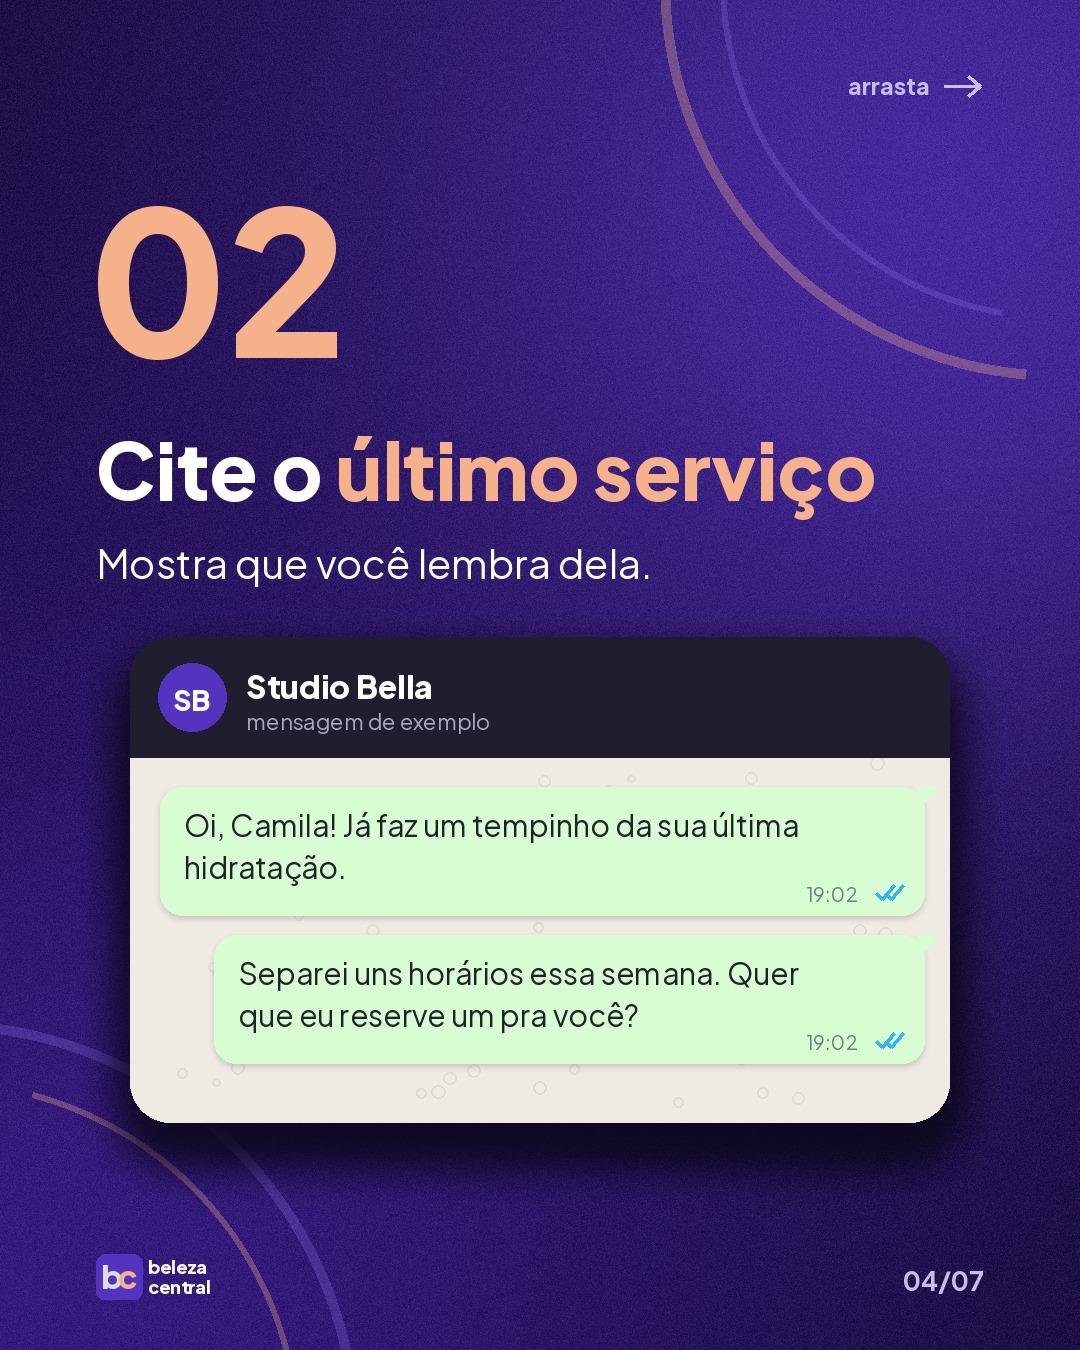 arrasta →
02
Cite o último serviço
Mostra que você lembra dela.
SB
Studio Bella
mensagem de exemplo
Oi, Camila! Já faz um tempinho da sua última
hidratação.
19:02
Separei uns horários essa semana. Quer
que eu reserve um pra você?
19:02
bc
beleza
central
04/07